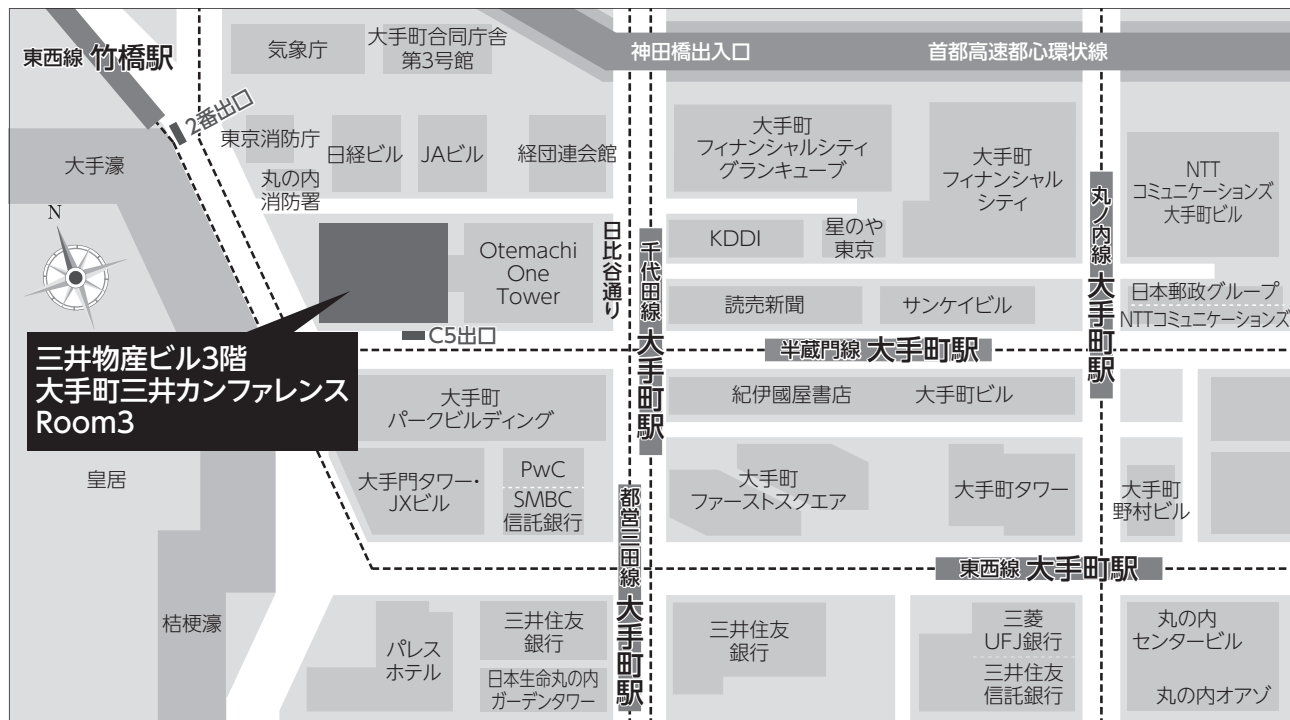 東西線 竹橋駅
2番出口
気象庁
大手町合同庁舎
第3号館
神田橋出入口
首都高速都心環状線
大手濠
東京消防庁
丸の内
消防署
日経ビル
JAビル
経団連会館
大手町
フィナンシャルシティ
グランキューブ
大手町
フィナンシャル
シティ
NTT
コミュニケーションズ
大手町ビル
N
Otemachi
One
Tower
日比谷通り
千代田線 大手町駅
KDDI
星のや
東京
丸ノ内線 大手町駅
読売新聞
サンケイビル
日本郵政グループ
NTTコミュニケーションズ
C5出口
三井物産ビル3階
大手町三井カンファレンス
Room3
半蔵門線 大手町駅
大手町
パークビルディング
紀伊國屋書店
大手町ビル
皇居
大手門タワー・
JXビル
PwC
SMBC
信託銀行
都営三田線 大手町駅
大手町
ファーストスクエア
大手町タワー
大手町
野村ビル
東西線 大手町駅
桔梗濠
パレス
ホテル
三井住友
銀行
日本生命丸の内
ガーデンタワー
三井住友
銀行
三菱
UFJ銀行
三井住友
信託銀行
丸の内
センタービル
丸の内オアゾ